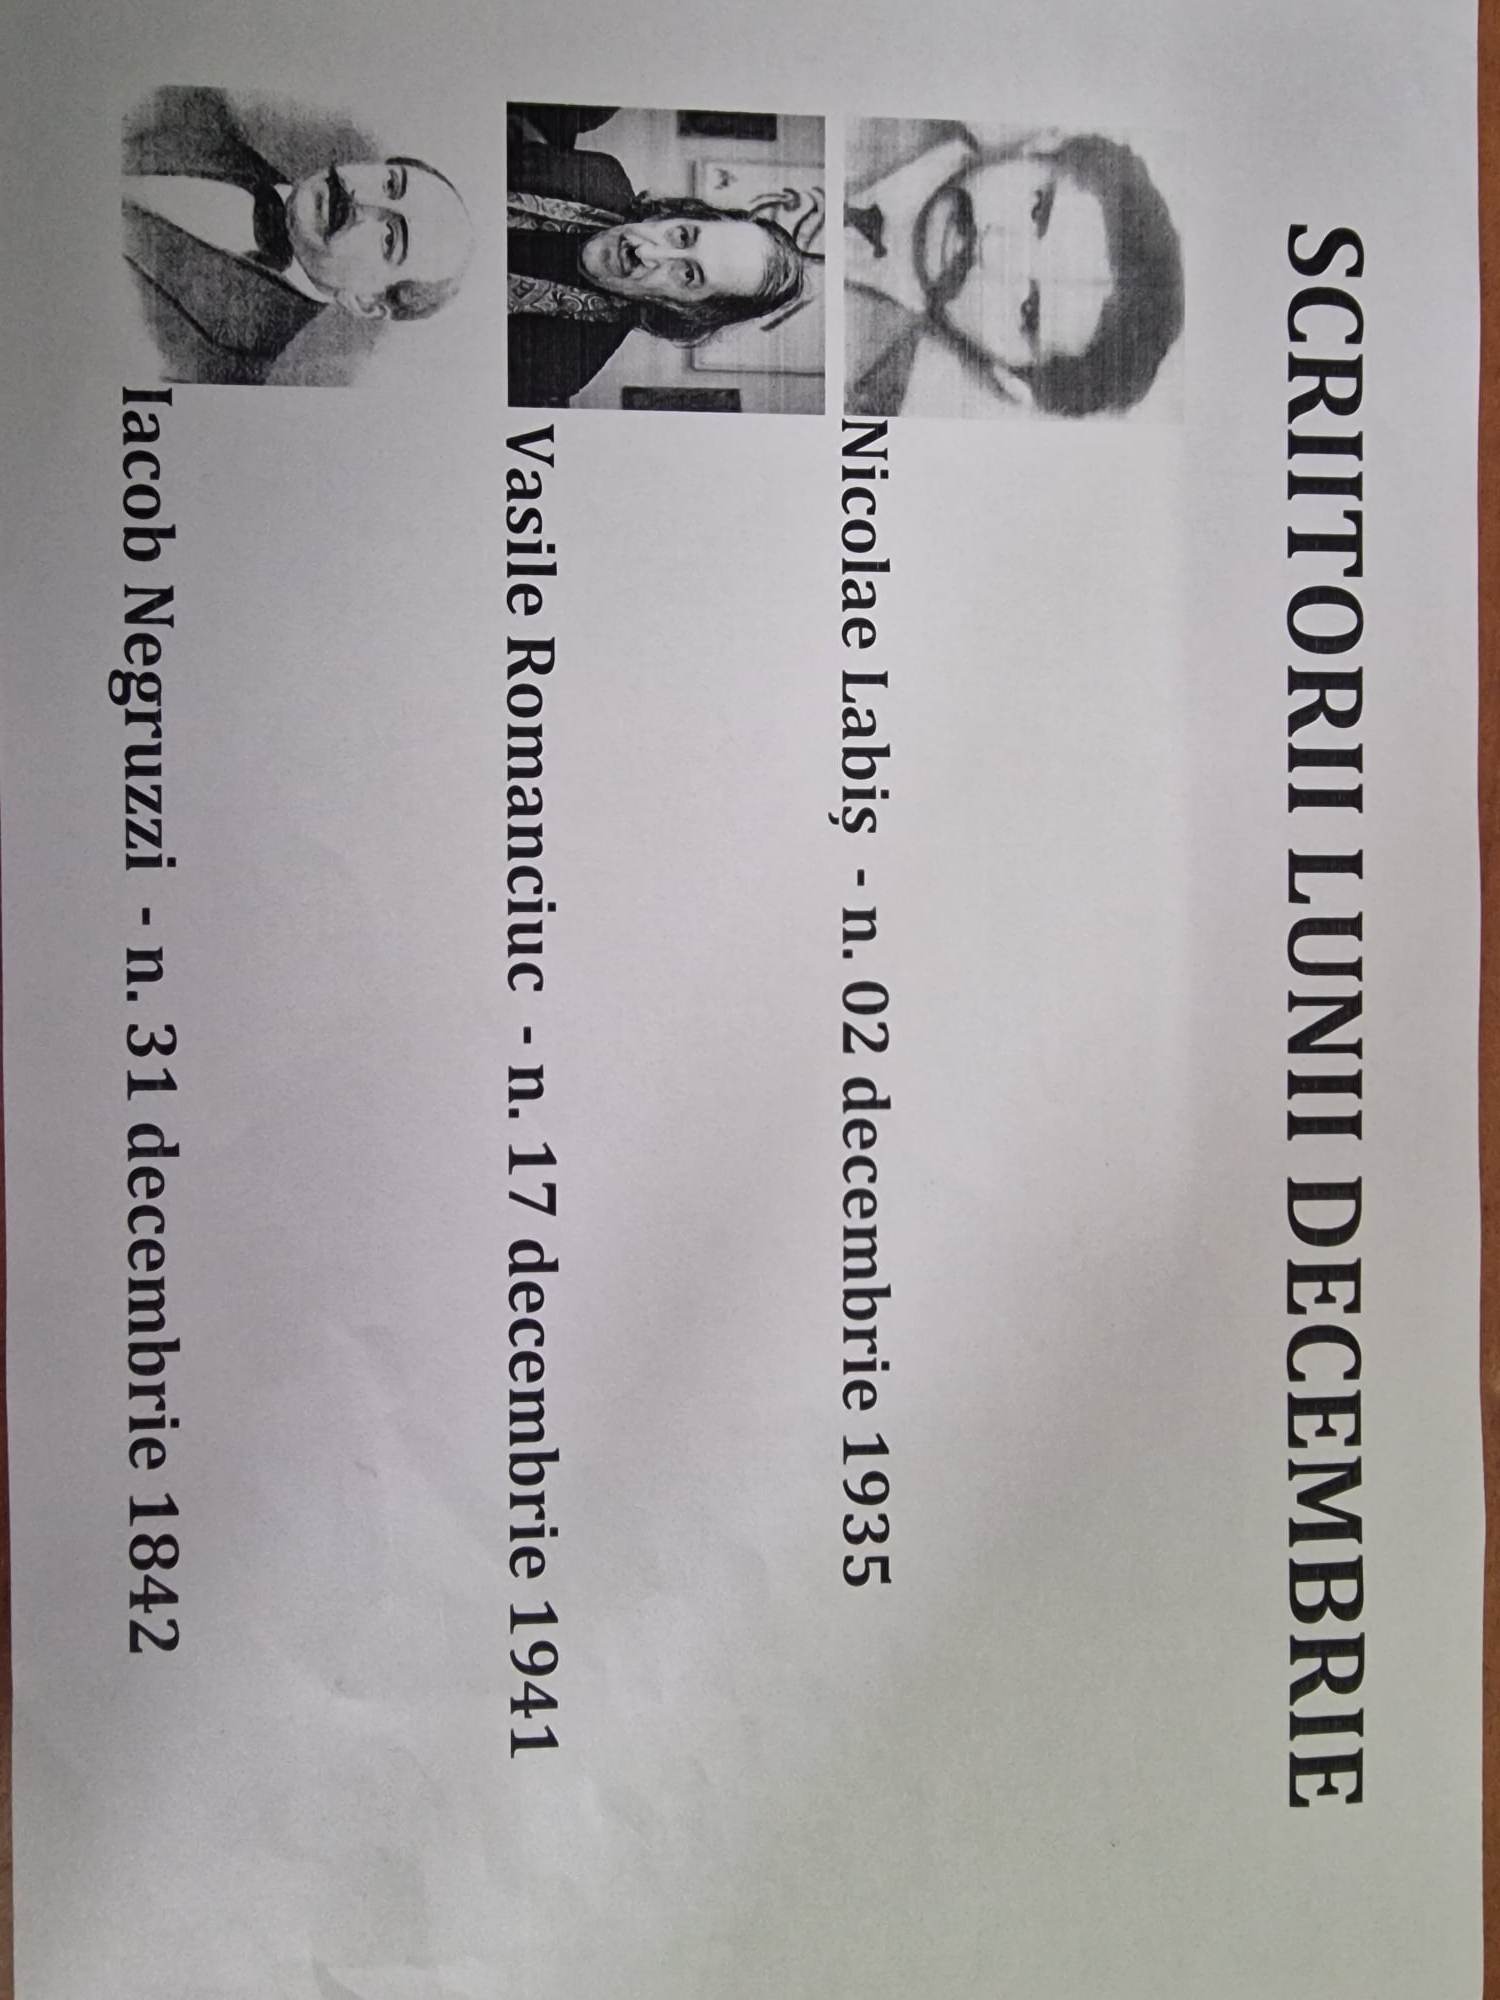 SCRIITORII LUNII DECEMBRIE
Nicolae Labiș - n. 02 decembrie 1935
Vasile Romanciuc - n. 17 decembrie 1941
Iacob Negruzzi - n. 31 decembrie 1842